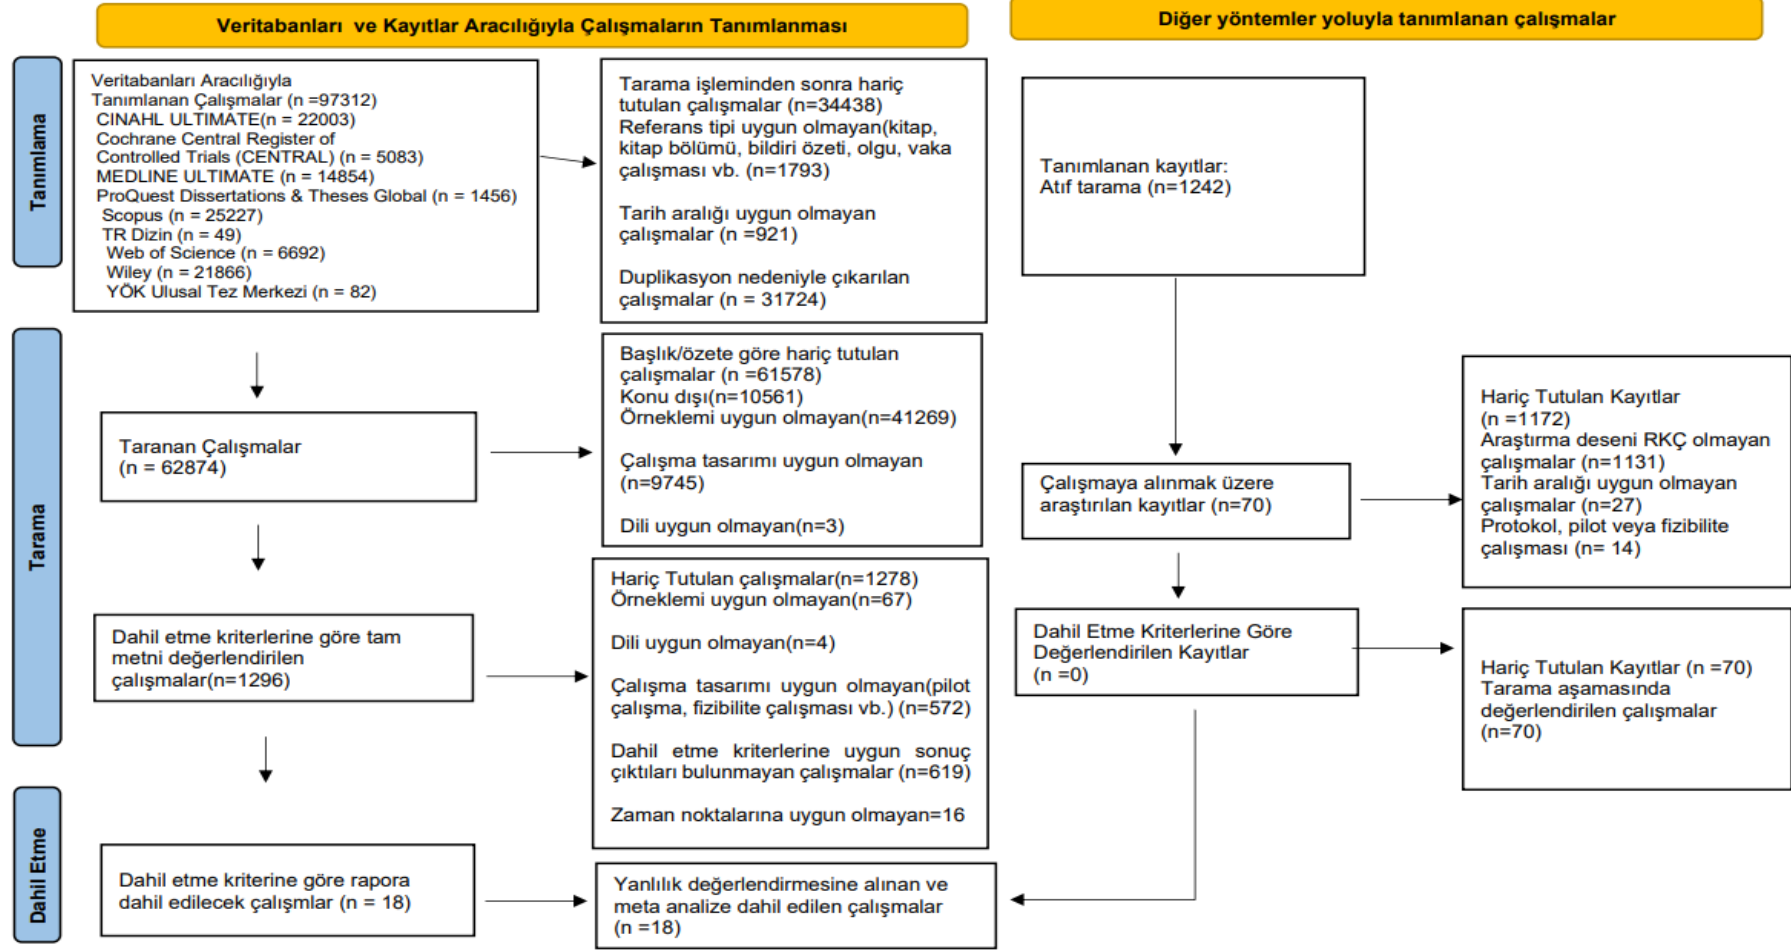 Veritabanları ve Kayıtlar Aracılığıyla Çalışmaların Tanımlanması
Diğer yöntemler yoluyla tanımlanan çalışmalar
Tanımlama
Veritabanları Aracılığıyla
Tanımlanan Çalışmalar (n =97312)
CINAHL ULTIMATE(n = 22003)
Cochrane Central Register of
Controlled Trials (CENTRAL) (n = 5083)
MEDLINE ULTIMATE (n = 14854)
ProQuest Dissertations & Theses Global (n = 1456)
Scopus (n = 25227)
TR Dizin (n = 49)
Web of Science (n = 6692)
Wiley (n = 21866)
YÖK Ulusal Tez Merkezi (n = 82)
Tarama işleminden sonra hariç
tutulan çalışmalar (n=34438)
Referans tipi uygun olmayan(kitap,
kitap bölümü, bildiri özeti, olgu, vaka
çalışması vb. (n=1793)
Tarih aralığı uygun olmayan
çalışmalar (n =921)
Duplikasyon nedeniyle çıkarılan
çalışmalar (n = 31724)
Tanımlanan kayıtlar:
Atıf tarama (n=1242)
Tarama
Taranan Çalışmalar
(n = 62874)
Başlık/özete göre hariç tutulan
çalışmalar (n =61578)
Konu dışı(n=10561)
Örneklemi uygun olmayan(n=41269)
Çalışma tasarımı uygun olmayan
(n=9745)
Dili uygun olmayan(n=3)
Çalışmaya alınmak üzere
araştırılan kayıtlar (n=70)
Hariç Tutulan Kayıtlar
(n =1172)
Araştırma deseni RKÇ olmayan
çalışmalar (n=1131)
Tarih aralığı uygun olmayan
çalışmalar (n=27)
Protokol, pilot veya fizibilite
çalışması (n= 14)
Dahil etme kriterlerine göre tam
metni değerlendirilen
çalışmalar(n=1296)
Hariç Tutulan çalışmalar(n=1278)
Örneklemi uygun olmayan(n=67)
Dili uygun olmayan(n=4)
Çalışma tasarımı uygun olmayan(pilot
çalışma, fizibilite çalışması vb.) (n=572)
Dahil etme kriterlerine uygun sonuç
çıktıları bulunmayan çalışmalar (n=619)
Zaman noktalarına uygun olmayan=16
Dahil Etme Kriterlerine Göre
Değerlendirilen Kayıtlar
(n =0)
Hariç Tutulan Kayıtlar (n =70)
Tarama aşamasında
değerlendirilen çalışmalar
(n=70)
Dahil Etme
Dahil etme kriterine göre rapora
dahil edilecek çalışmlar (n = 18)
Yanlılık değerlendirmesine alınan ve
meta analize dahil edilen çalışmalar
(n =18)